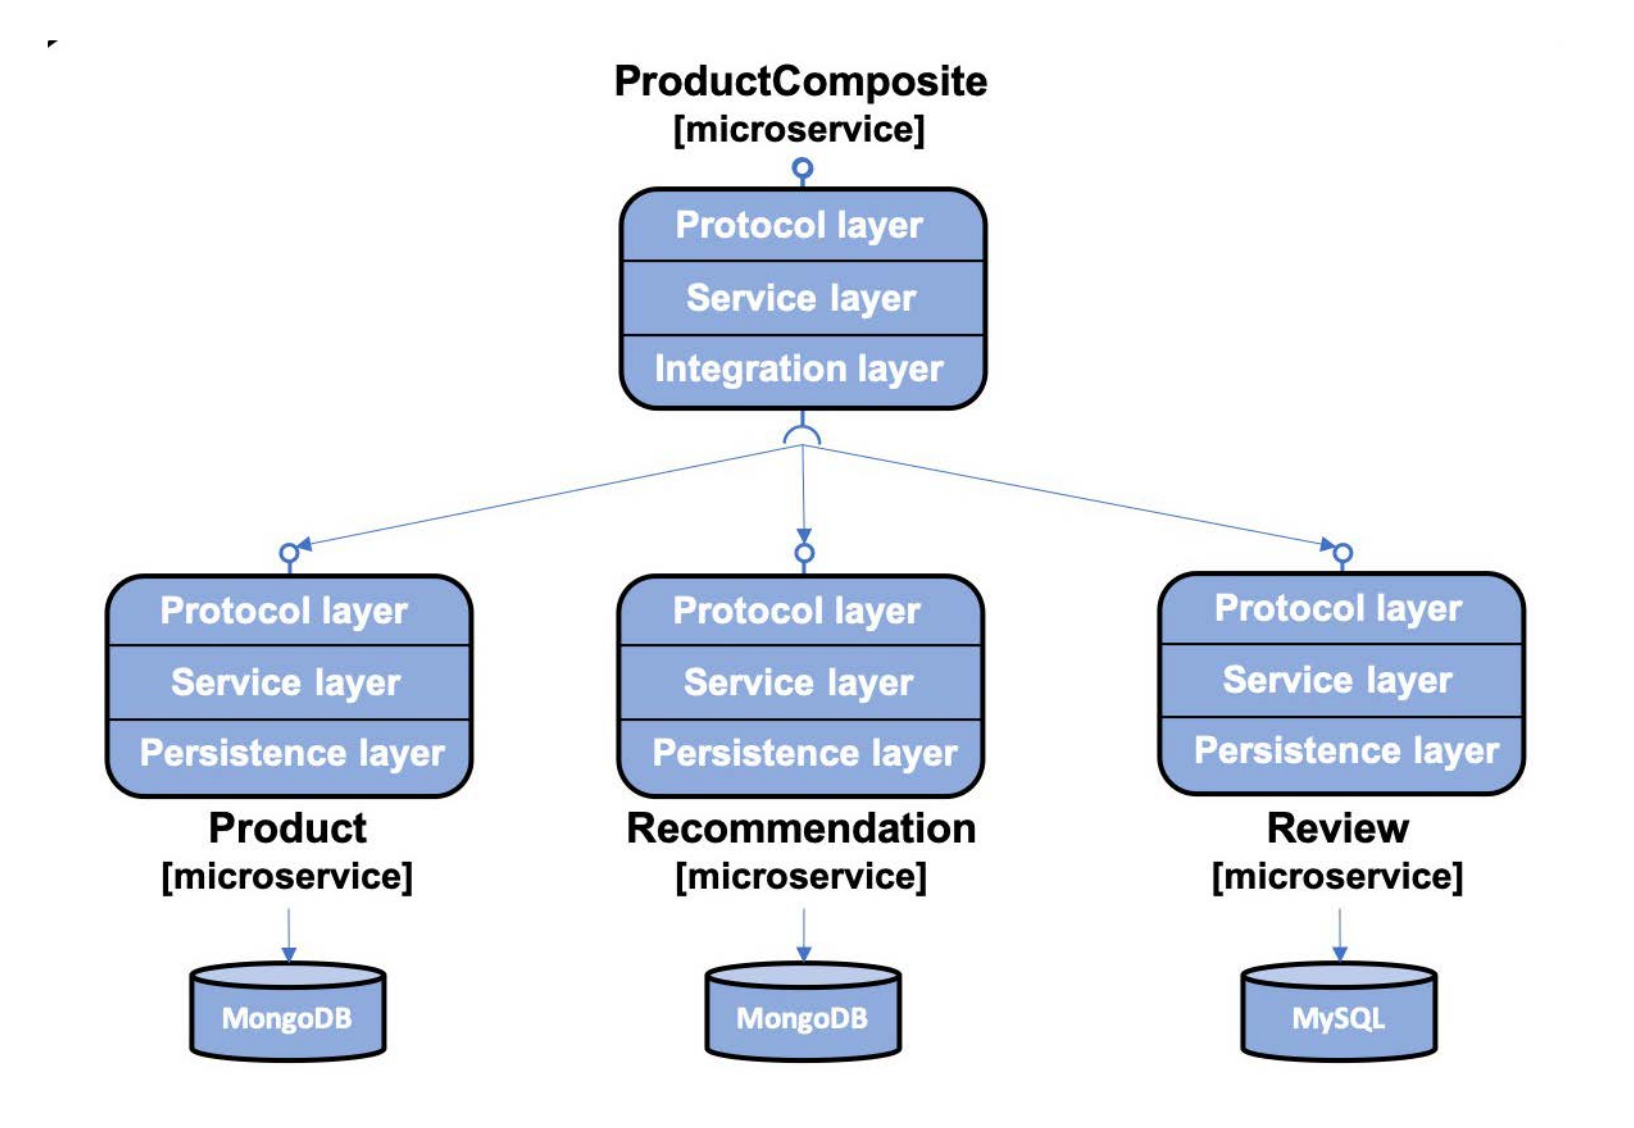 ProductComposite
[microservice]
Protocol layer
Service layer
Integration layer
Protocol layer
Service layer
Persistence layer
Product
[microservice]
MongoDB
Protocol layer
Service layer
Persistence layer
Recommendation
[microservice]
MongoDB
Protocol layer
Service layer
Persistence layer
Review
[microservice]
MySQL